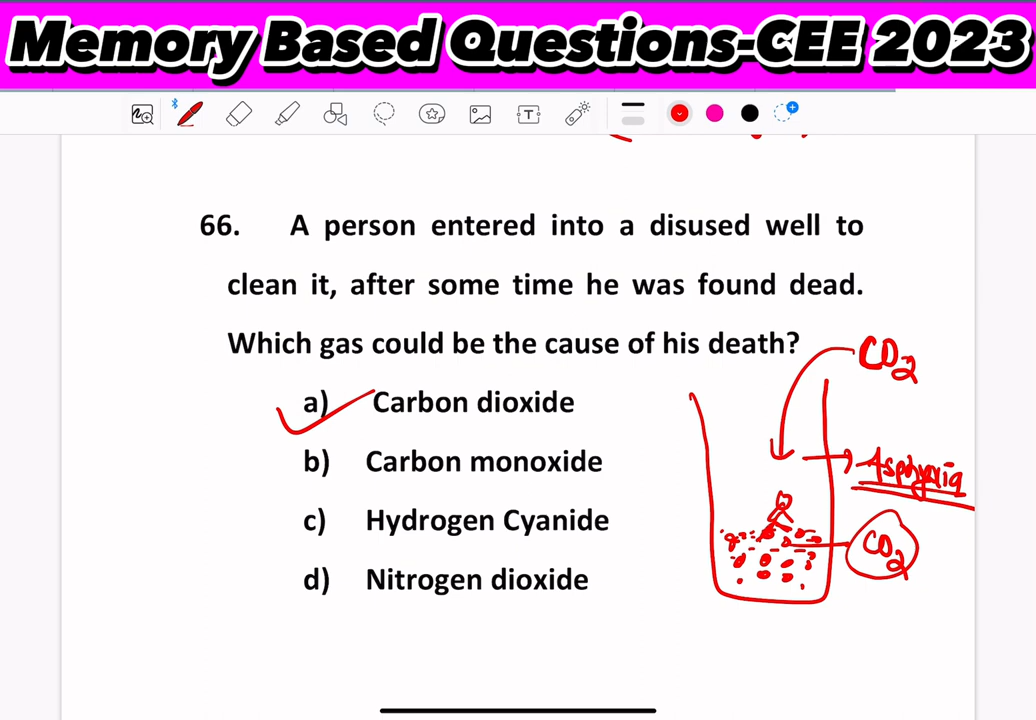 Memory Based Questions-CEE 2023
T
66. A person entered into a disused well to
clean it, after some time he was found dead.
Which gas could be the cause of his death?
CO2
a) Carbon dioxide
b) Carbon monoxide
Asphyxia
c) Hydrogen Cyanide
CO2
d) Nitrogen dioxide